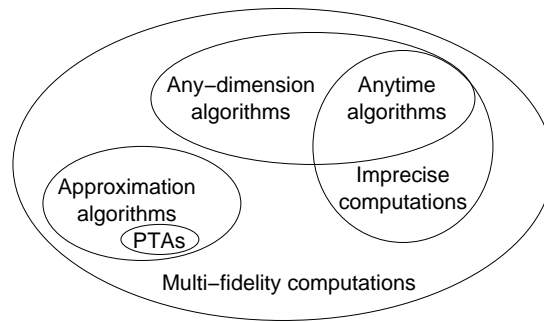 Any−dimension
algorithms
Anytime
algorithms
Imprecise
computations
Approximation
algorithms
PTAs
Multi−fidelity computations